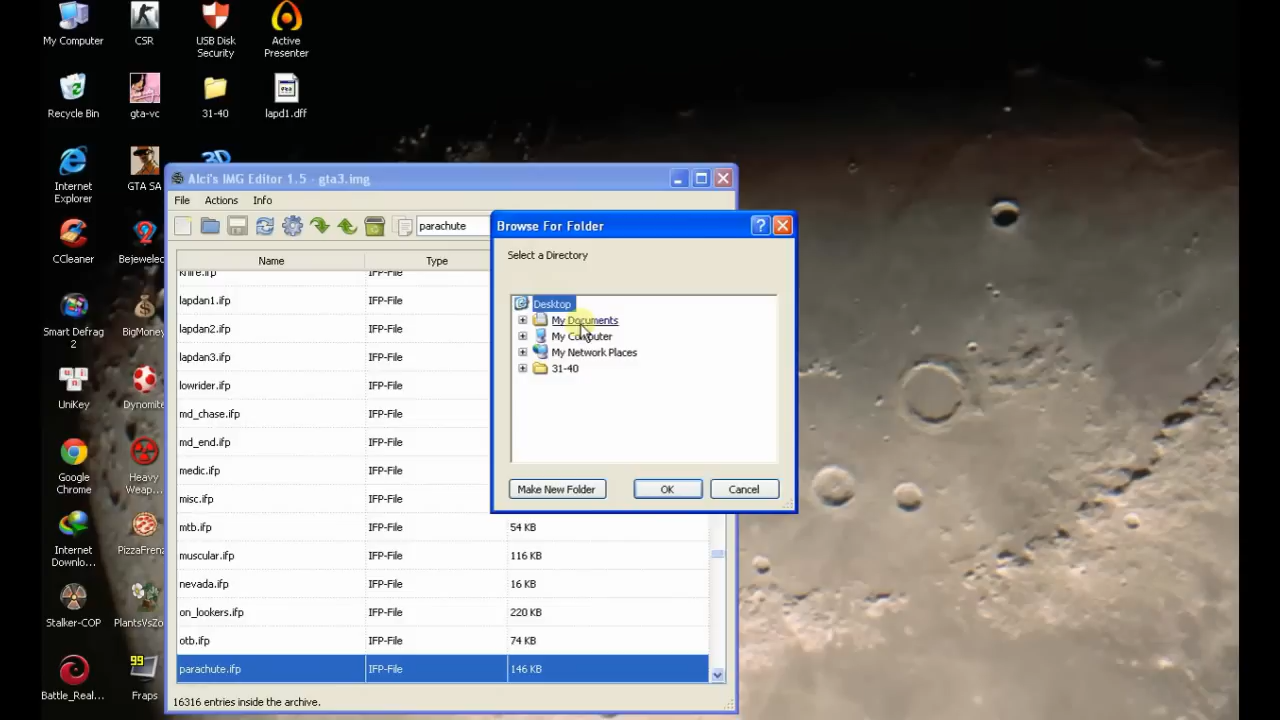 My Computer
CSR
USB Disk
Security
Active
Presenter
Recycle Bin
gta-vc
31-40
lapd1.dff
Internet
Explorer
GTA SA
CCleaner
Bejeweled
Smart Defrag
2
BigMoney
UniKey
Dynomite
Google
Chrome
Heavy
Weap...
Internet
Downlo...
PizzaFrenz
Stalker-COP
PlantsVsZo
Battle_Real...
99
Fraps
Alci's IMG Editor 1.5 - gta3.img
File
Actions
Info
parachute
Name
Type
knife.ifp
IFP-File
lapdan1.ifp
IFP-File
lapdan2.ifp
IFP-File
lapdan3.ifp
IFP-File
lowrider.ifp
IFP-File
md_chase.ifp
IFP-File
md_end.ifp
IFP-File
medic.ifp
IFP-File
misc.ifp
IFP-File
mtb.ifp
IFP-File
54 KB
muscular.ifp
IFP-File
116 KB
nevada.ifp
IFP-File
16 KB
on_lookers.ifp
IFP-File
220 KB
otb.ifp
IFP-File
74 KB
parachute.ifp
IFP-File
146 KB
16316 entries inside the archive.
Browse For Folder
Select a Directory
Desktop
My Documents
My Computer
My Network Places
31-40
Make New Folder
OK
Cancel